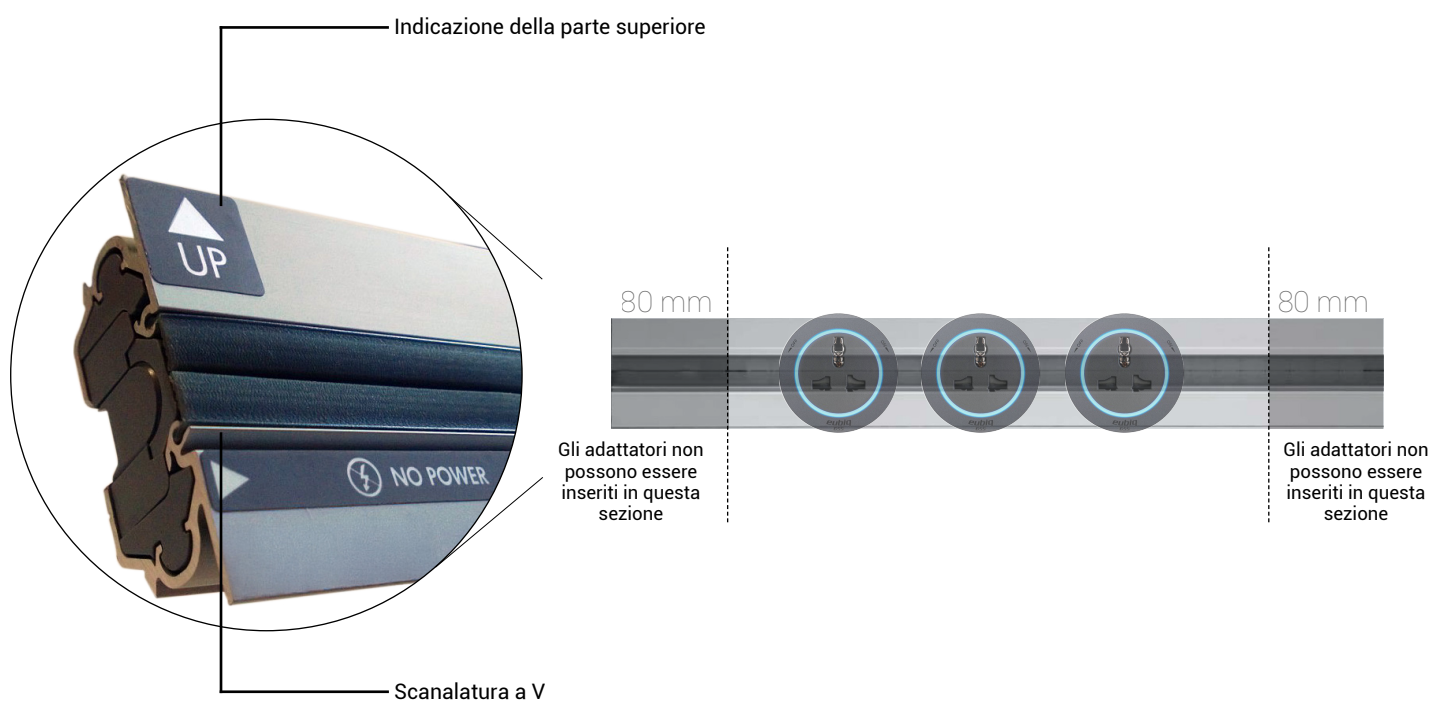 Indicazione della parte superiore
UP
NO POWER
Scanalatura a V
80 mm
80 mm
Gli adattatori non
possono essere
inseriti in questa
sezione
Gli adattatori non
possono essere
inseriti in questa
sezione